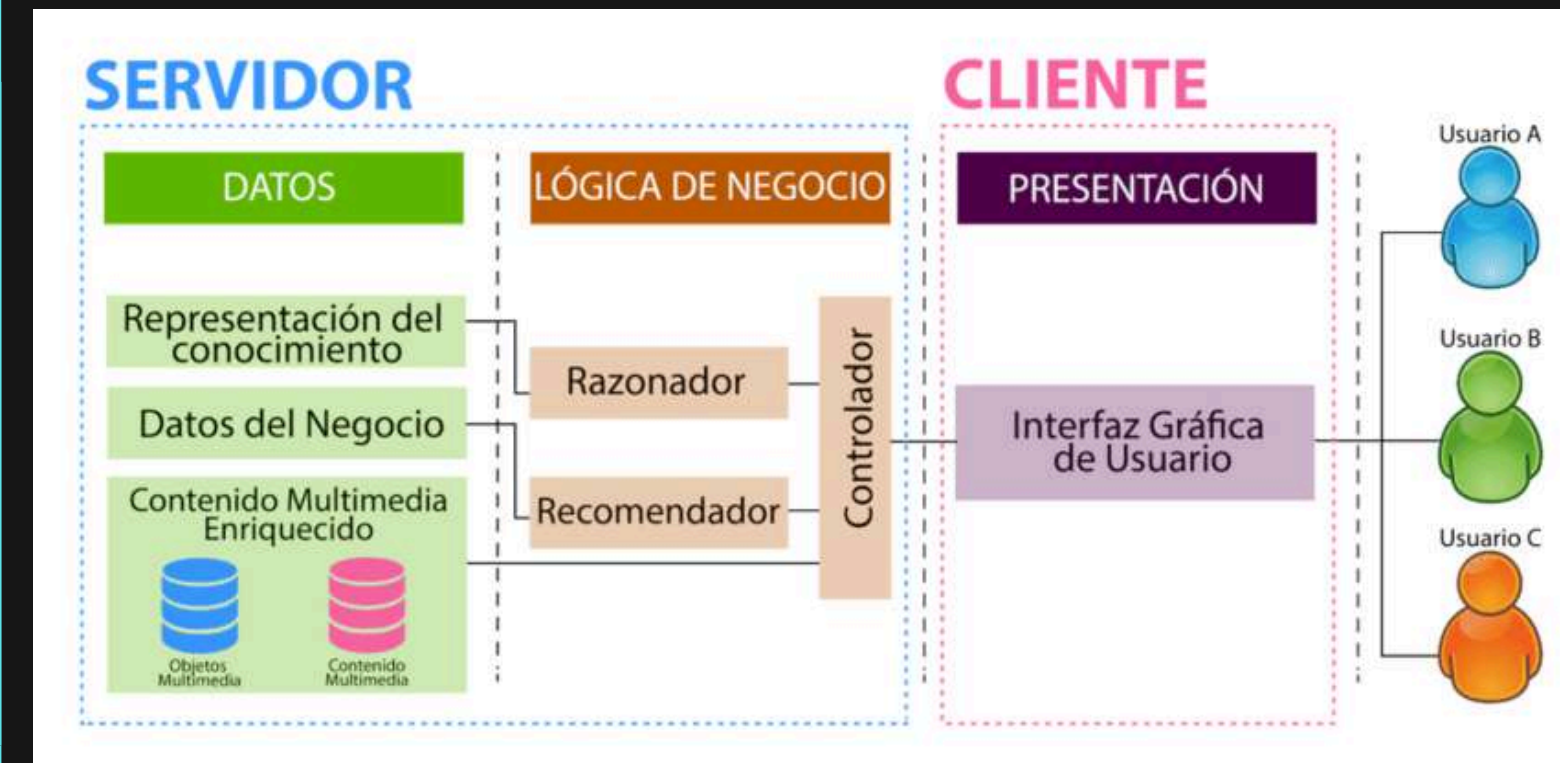 SERVIDOR
CLIENTE
DATOS
LÓGICA DE NEGOCIO
PRESENTACIÓN
Representación del
conocimiento
Datos del Negocio
Contenido Multimedia
Enriquecido
Objetos
Multimedia
Contenido
Multimedia
Razonador
Recomendador
Controlador
Interfaz Gráfica
de Usuario
Usuario A
Usuario B
Usuario C